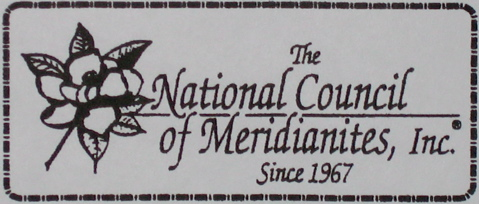 The
National Council
of Meridianites, Inc.®
Since 1967